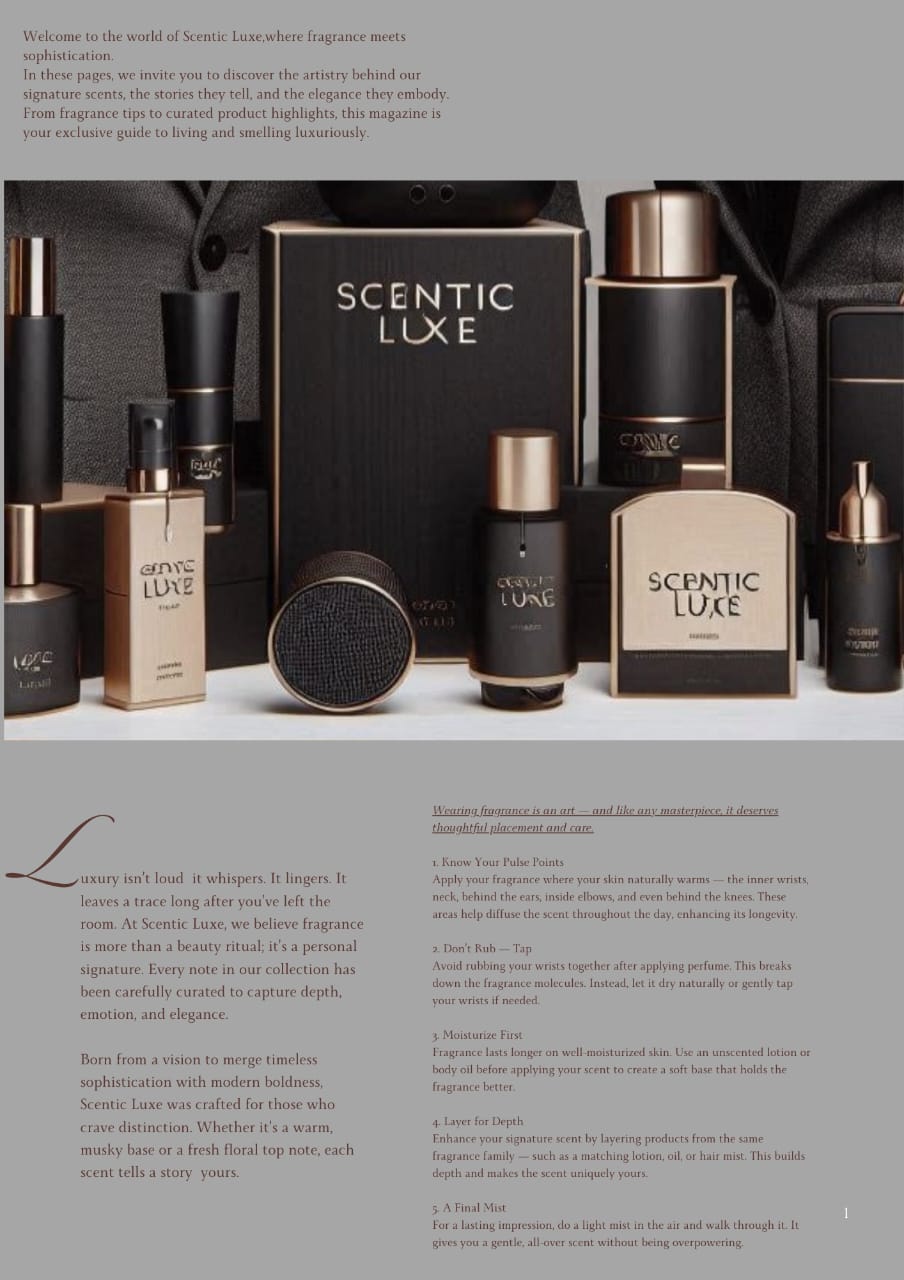 Welcome to the world of Scentic Luxe,where fragrance meets
sophistication.
In these pages, we invite you to discover the artistry behind our
signature scents, the stories they tell, and the elegance they embody.
From fragrance tips to curated product highlights, this magazine is
your exclusive guide to living and smelling luxuriously.
SCENTIC
LUXE
LUXE
LUXE
SCENTIC
LUXE
Luxury isn't loud  it whispers. It lingers. It
leaves a trace long after you've left the
room. At Scentic Luxe, we believe fragrance
is more than a beauty ritual; it's a personal
signature. Every note in our collection has
been carefully curated to capture depth,
emotion, and elegance.
Born from a vision to merge timeless
sophistication with modern boldness,
Scentic Luxe was crafted for those who
crave distinction. Whether it's a warm,
musky base or a fresh floral top note, each
scent tells a story  yours.
Wearing fragrance is an art — and like any masterpiece, it deserves
thoughtful placement and care.
1. Know Your Pulse Points
Apply your fragrance where your skin naturally warms — the inner wrists,
neck, behind the ears, inside elbows, and even behind the knees. These
areas help diffuse the scent throughout the day, enhancing its longevity.
2. Don't Rub — Tap
Avoid rubbing your wrists together after applying perfume. This breaks
down the fragrance molecules. Instead, let it dry naturally or gently tap
your wrists if needed.
3. Moisturize First
Fragrance lasts longer on well-moisturized skin. Use an unscented lotion or
body oil before applying your scent to create a soft base that holds the
fragrance better.
4. Layer for Depth
Enhance your signature scent by layering products from the same
fragrance family — such as a matching lotion, oil, or hair mist. This builds
depth and makes the scent uniquely yours.
5. A Final Mist
For a lasting impression, do a light mist in the air and walk through it. It
gives you a gentle, all-over scent without being overpowering.
1